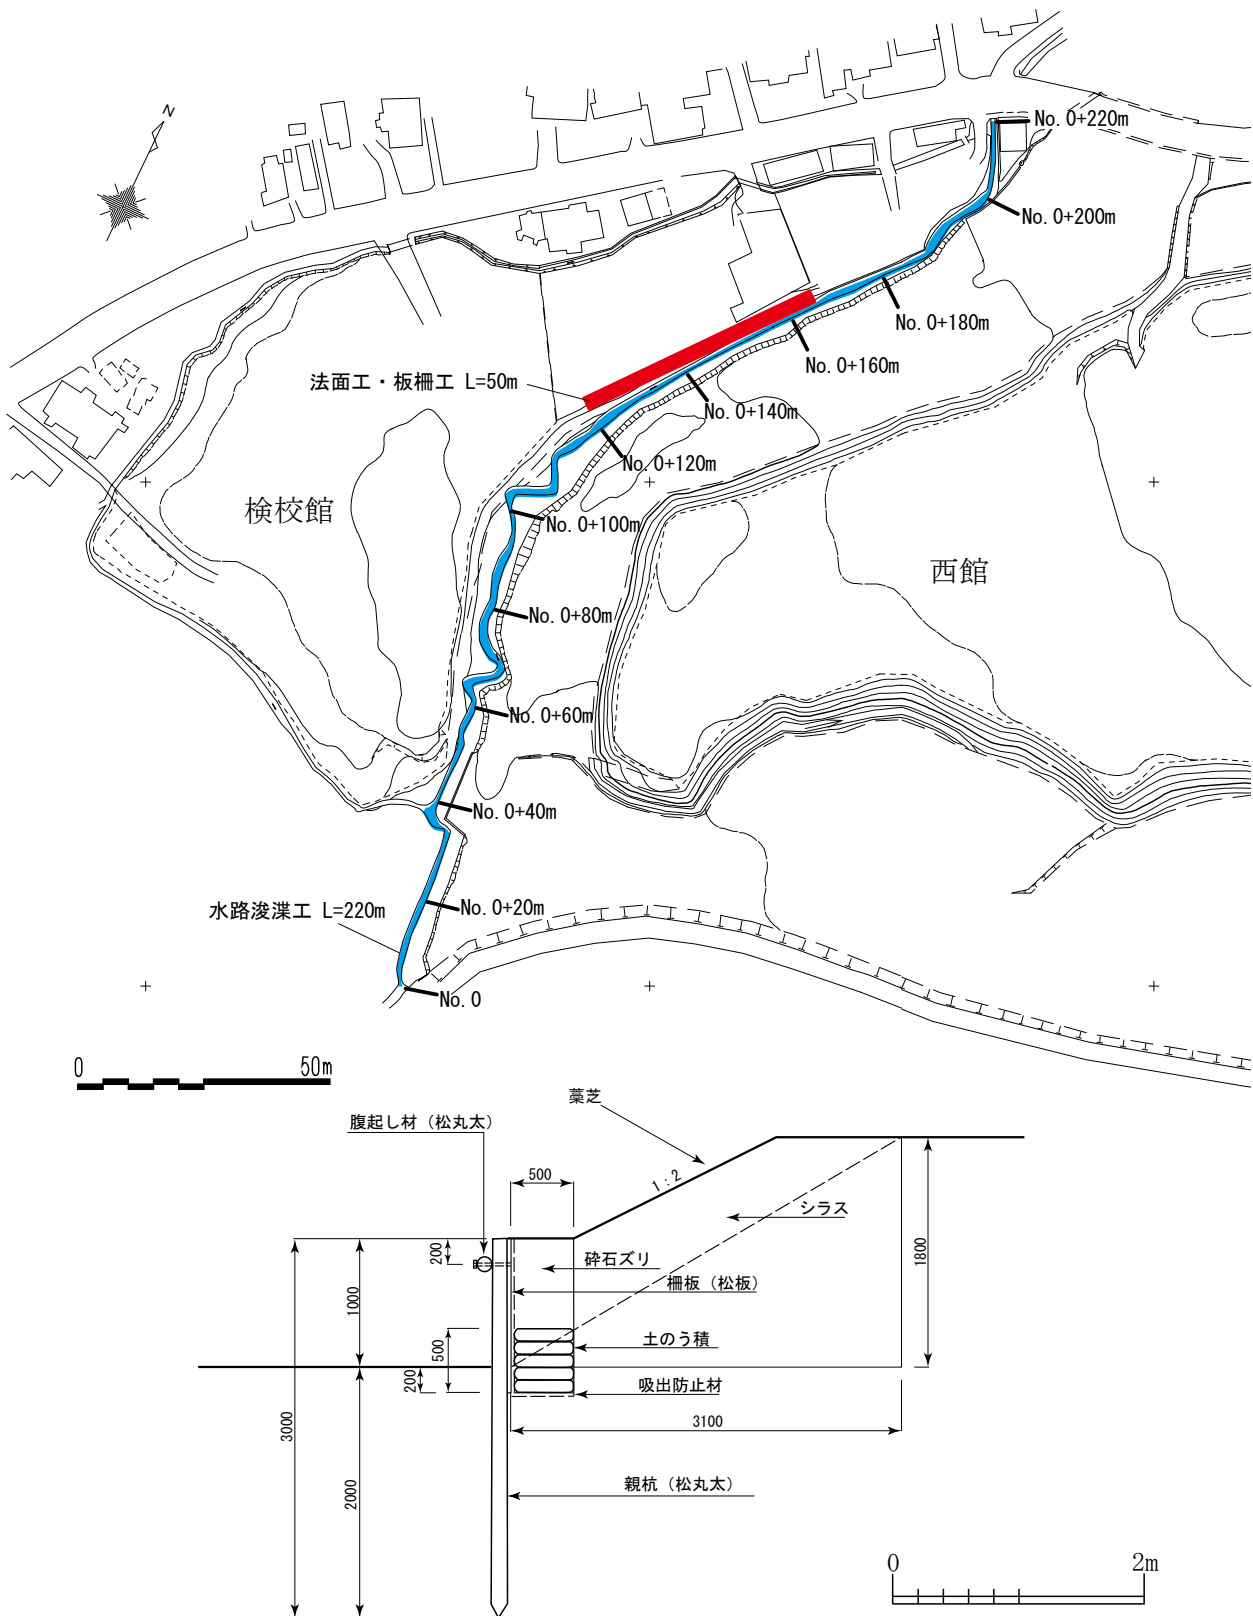 N
No. 0+220m
No. 0+200m
No. 0+180m
No. 0+160m
法面工・板柵工 L=50m
No. 0+140m
No. 0+120m
検校館
No. 0+100m
西館
No. 0+80m
No. 0+60m
No. 0+40m
水路浚渫工 L=220m
No. 0+20m
No. 0
0 50m
藁芝
腹起し材（松丸太）
500
1：2
シラス
200
砕石ズリ
1800
柵板（松板）
1000
土のう積
500
200
吸出防止材
3100
3000
親杭（松丸太）
2000
0 2m